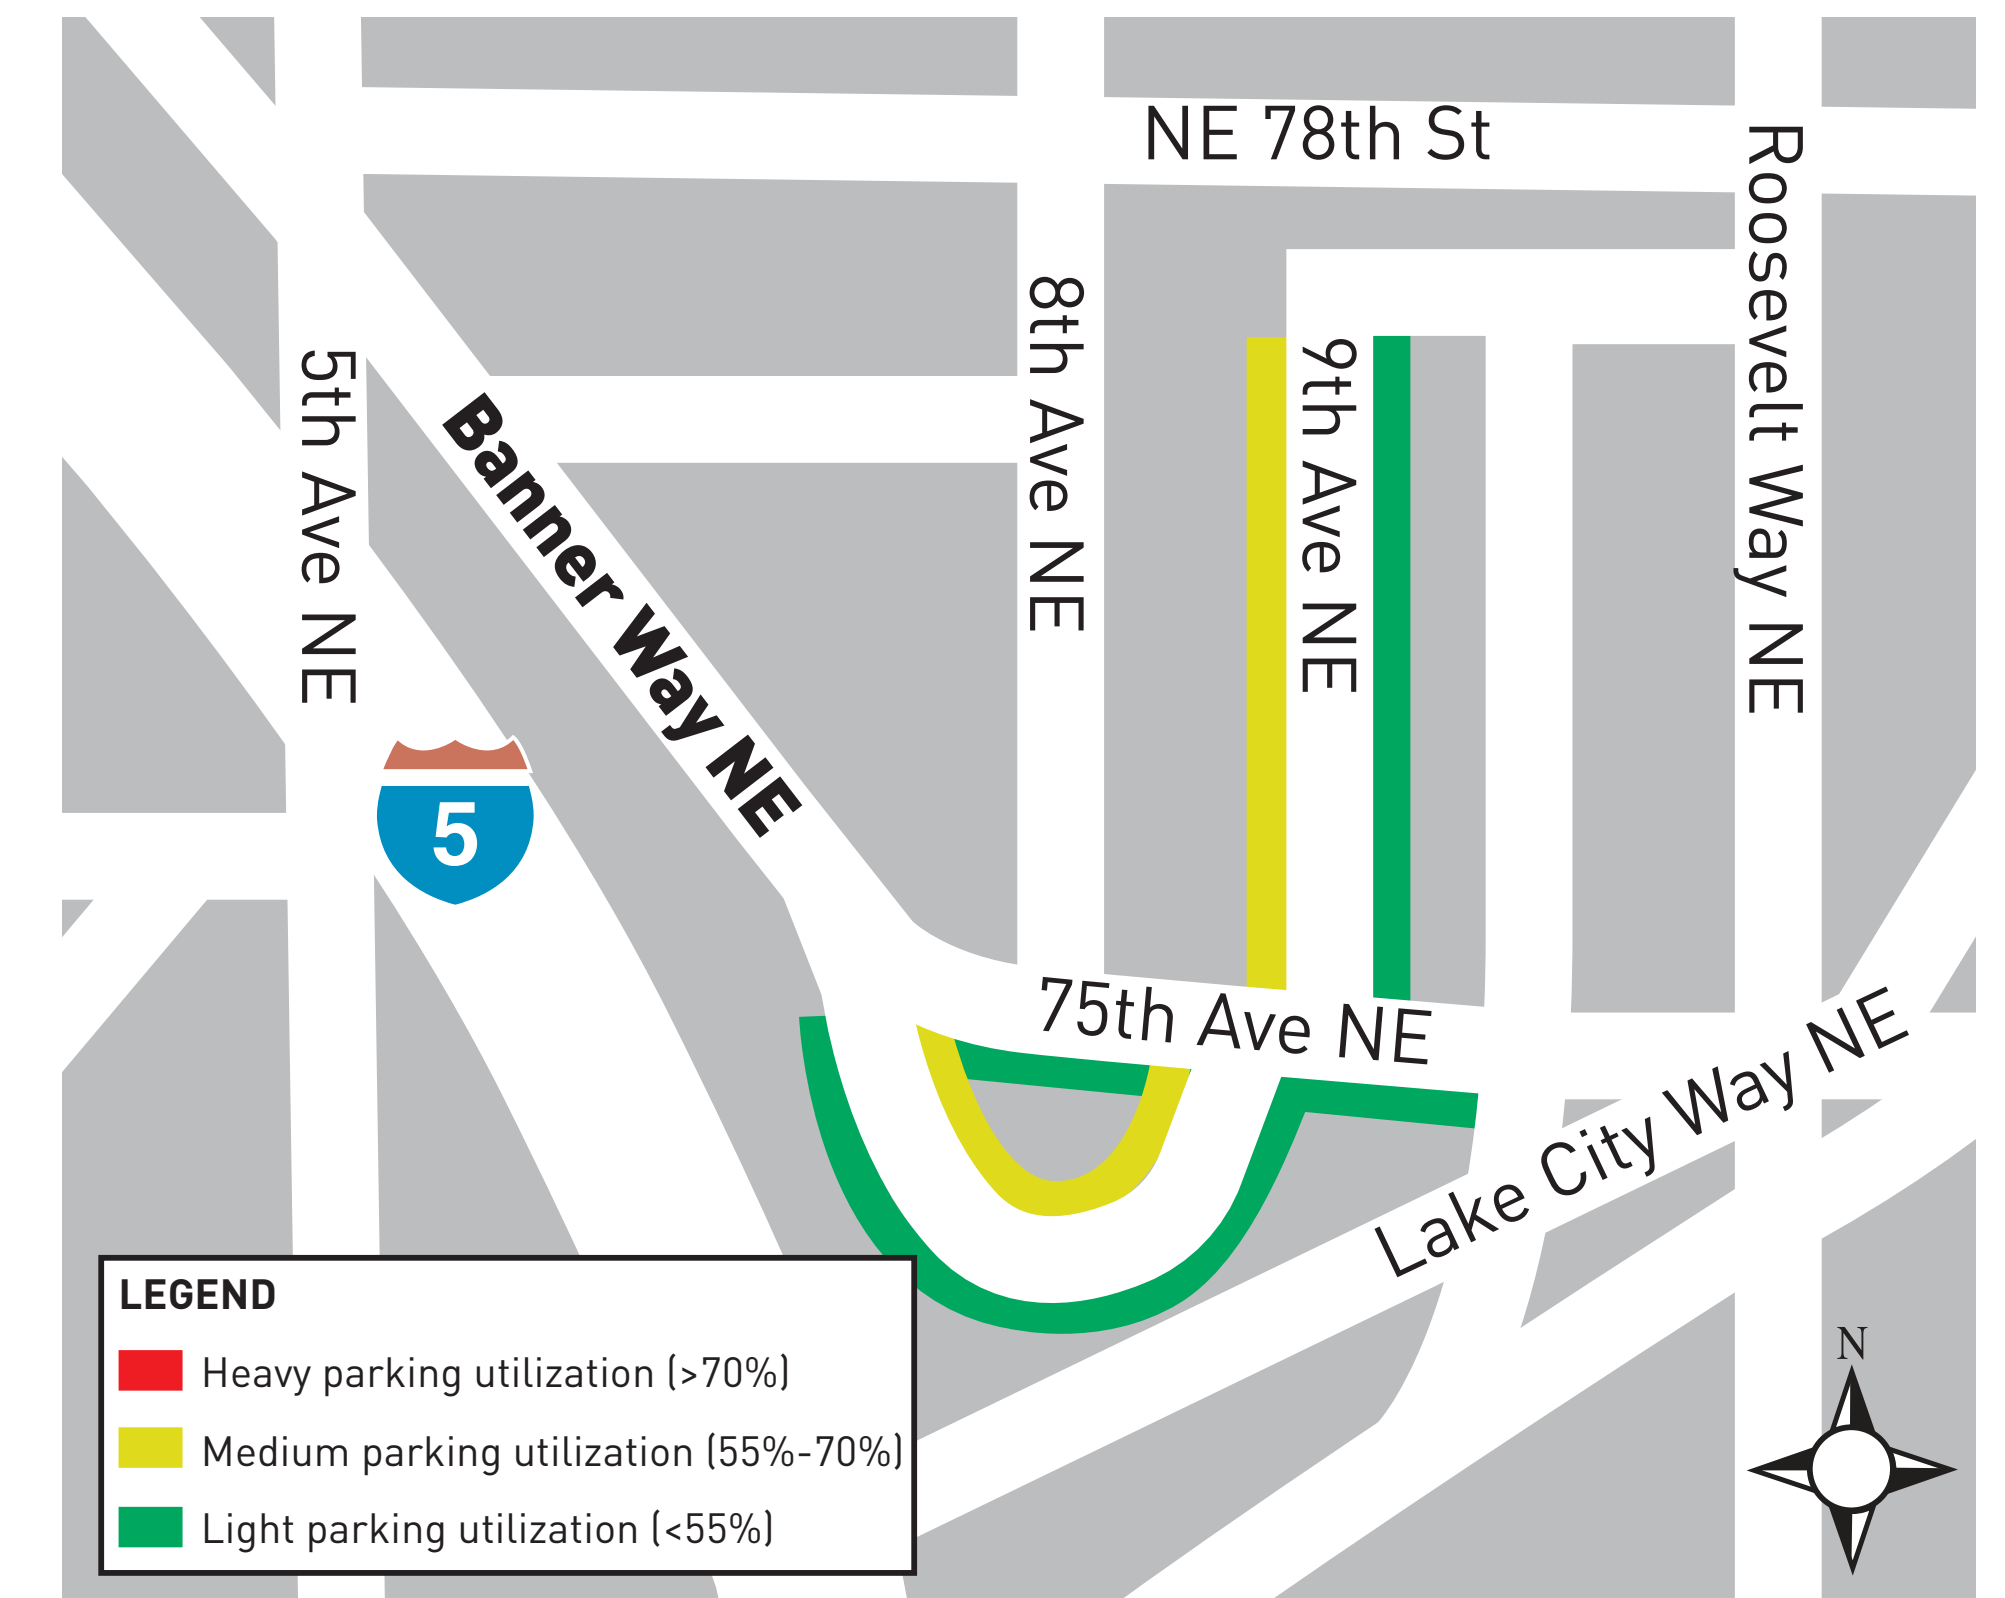 NE 78th St
Roosevelt Way NE
8th Ave NE
9th Ave NE
5th Ave NE
Banner Way NE
5
75th Ave NE
Lake City Way NE
LEGEND
Heavy parking utilization (>70%)
Medium parking utilization (55%-70%)
Light parking utilization (<55%)
N